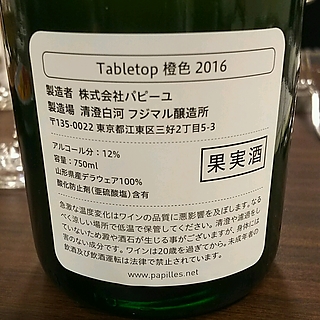 Tabletop 橙色 2016
製造者 株式会社パピーユ
製造場 清澄白河 フジマル醸造所
〒135-0022 東京都江東区三好2丁目5-3
アルコール分：12%
容量：750ml
山形県産デラウェア100%
酸化防止剤(亜硫酸塩)含有
果実酒
急激な温度変化はワインの品質に悪影響を及ぼします。なる
べく涼しい場所で低温で保管してください。清澄や濾過をし
ていないため澱や酒石が生じる事がございますが、身体には
害のない成分です。ワインは20歳を過ぎてから。未成年者の
飲酒及び飲酒運転は法律で禁止されています。
www.papilles.net